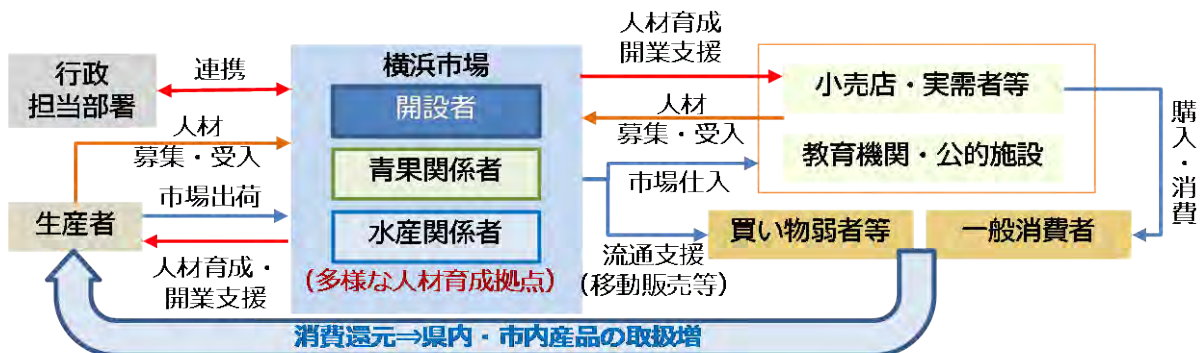 行政
担当部署
連携
人材
募集・受入
市場出荷
生産者
人材育成・
開業支援
横浜市場
開設者
青果関係者
水産関係者
(多様な人材育成拠点)
人材育成
開業支援
人材
募集・受入
市場仕入
流通支援
(移動販売等)
小売店・実需者等
教育機関・公的施設
購入・消費
買い物弱者等
一般消費者
消費還元⇒県内・市内産品の取扱増